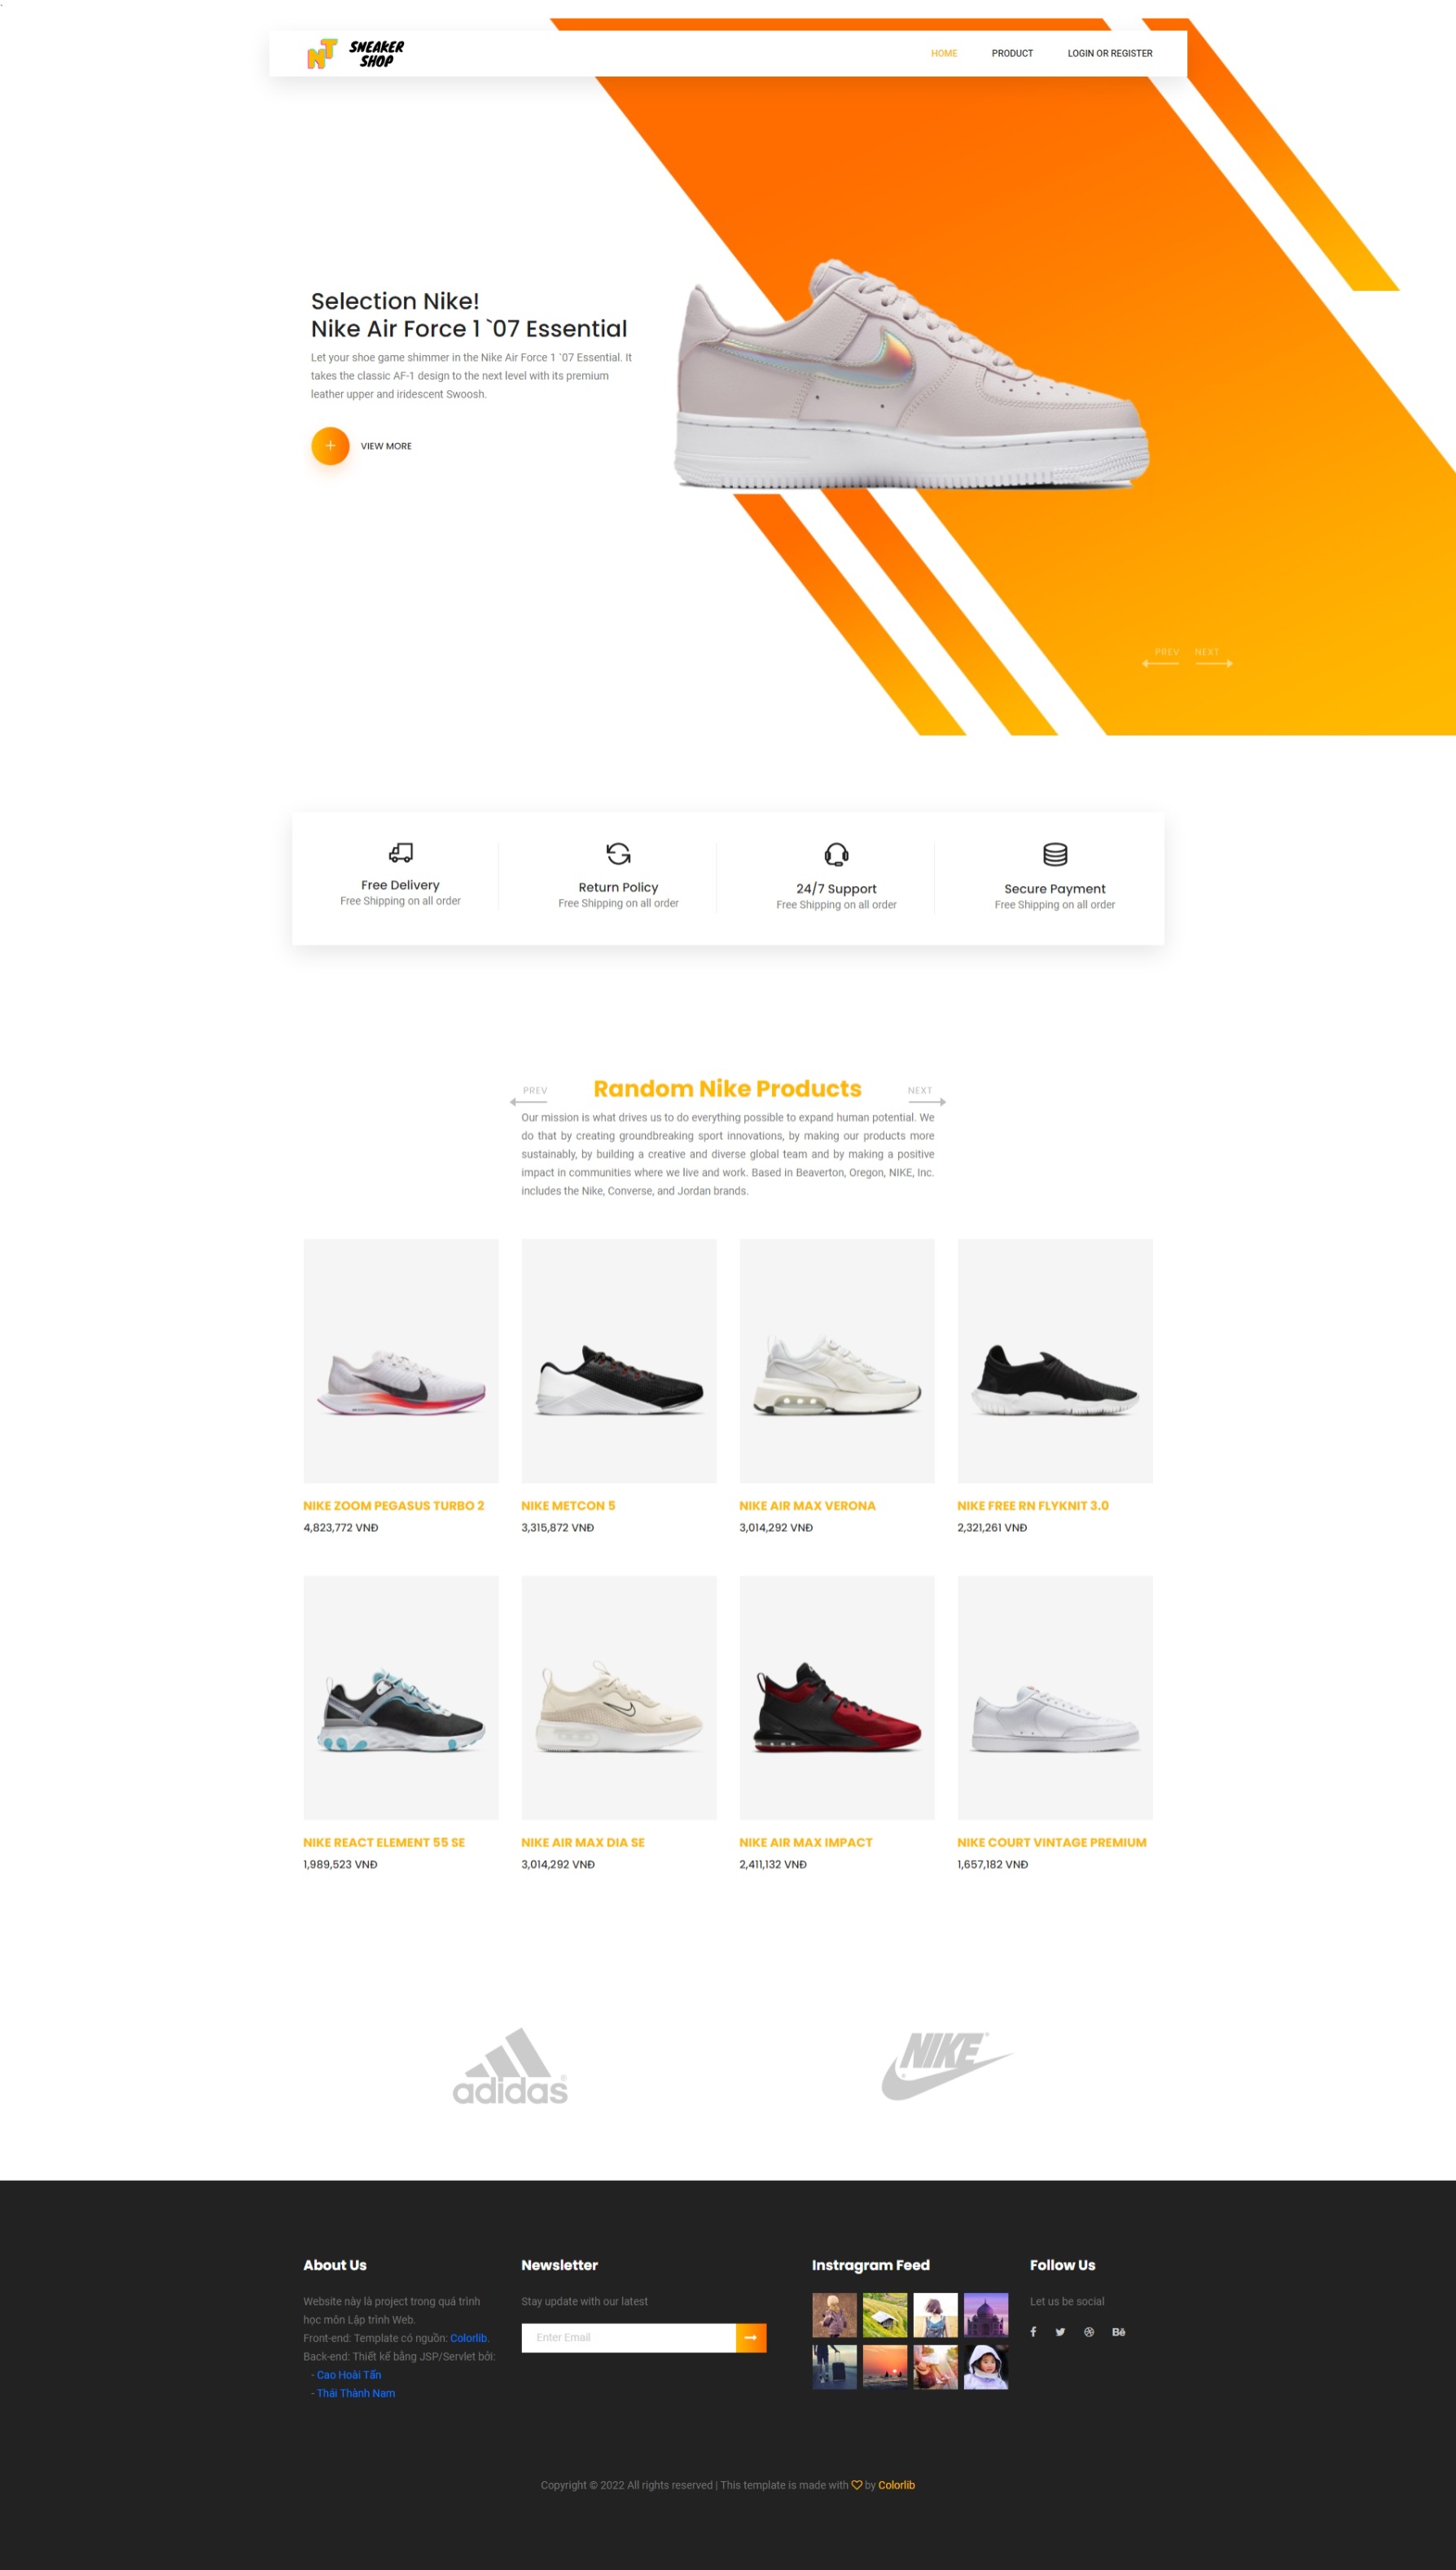 SNEAKER
SHOP
HOME
PRODUCT
LOGIN OR REGISTER
Selection Nike!
Nike Air Force 1 `07 Essential
Let your shoe game shimmer in the Nike Air Force 1 `07 Essential. It
takes the classic AF-1 design to the next level with its premium
leather upper and iridescent Swoosh.
VIEW MORE
PREV
NEXT
Free Delivery
Free Shipping on all order
Return Policy
Free Shipping on all order
24/7 Support
Free Shipping on all order
Secure Payment
Free Shipping on all order
PREV
Random Nike Products
NEXT
Our mission is what drives us to do everything possible to expand human potential. We
do that by creating groundbreaking sport innovations, by making our products more
sustainably, by building a creative and diverse global team and by making a positive
impact in communities where we live and work. Based in Beaverton, Oregon, NIKE, Inc.
includes the Nike, Converse, and Jordan brands.
NIKE ZOOM PEGASUS TURBO 2
4,823,772 VNĐ
NIKE METCON 5
3,315,872 VNĐ
NIKE AIR MAX VERONA
3,014,292 VNĐ
NIKE FREE RN FLYKNIT 3.0
2,321,261 VNĐ
NIKE REACT ELEMENT 55 SE
1,989,523 VNĐ
NIKE AIR MAX DIA SE
3,014,292 VNĐ
NIKE AIR MAX IMPACT
2,411,132 VNĐ
NIKE COURT VINTAGE PREMIUM
1,657,182 VNĐ
adidas
NIKE
About Us
Website này là project trong quá trình
học môn Lập trình Web.
Front-end: Template có nguồn: Colorlib.
Back-end: Thiết kế bằng JSP/Servlet bởi:
- Cao Hoài Tấn
- Thái Thành Nam
Newsletter
Stay update with our latest
Enter Email
Instragram Feed
Follow Us
Let us be social
Copyright © 2022 All rights reserved | This template is made with ♡ by Colorlib